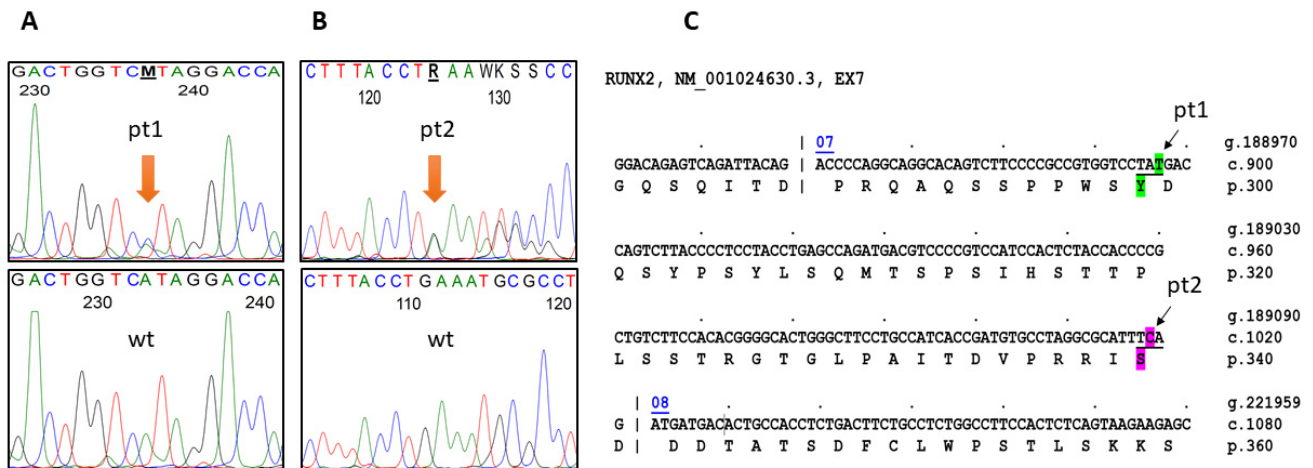 A
B
C
GACTGGTCMTAGGACCA
230
240
pt1
GACTGGTCATAGGACCA
230
240
wt
CTTTACCTRAAWKSSCC
120
130
pt2
CTTTACCTGAAATGCGCCT
110
120
wt
RUNX2, NM_001024630.3, EX7
pt1
| 07 . . . . g.188970
GGACAGAGTCAGATTACAG | ACCCCAGGCAGGCACAGTCTTCCCCGCCGTGGTCCTATGAC c.900
G Q S Q I T D | P R Q A Q S S P P W S Y D p.300
. . . . . . g.189030
CAGTCTTACCCCTCCTACCTGAGCCAGATGACGTCCCCGTCCATCCACTCTACCACCCCG c.960
Q S Y P S Y L S Q M T S P S I H S T T P p.320
pt2
. . . . . . g.189090
CTGTCTTCCACACGGGGCACTGGGCTTCCTGCCATCACCGATGTGCCTAGGCGCATTTCA c.1020
L S S T R G T G L P A I T D V P R R I S p.340
| 08 . . . . . g.221959
G | ATGATGACACTGCCACCTCTGACTTCTGCCTCTGGCCTTCCACTCTCAGTAAGAAGAGC c.1080
D | D D T A T S D F C L W P S T L S K K S p.360